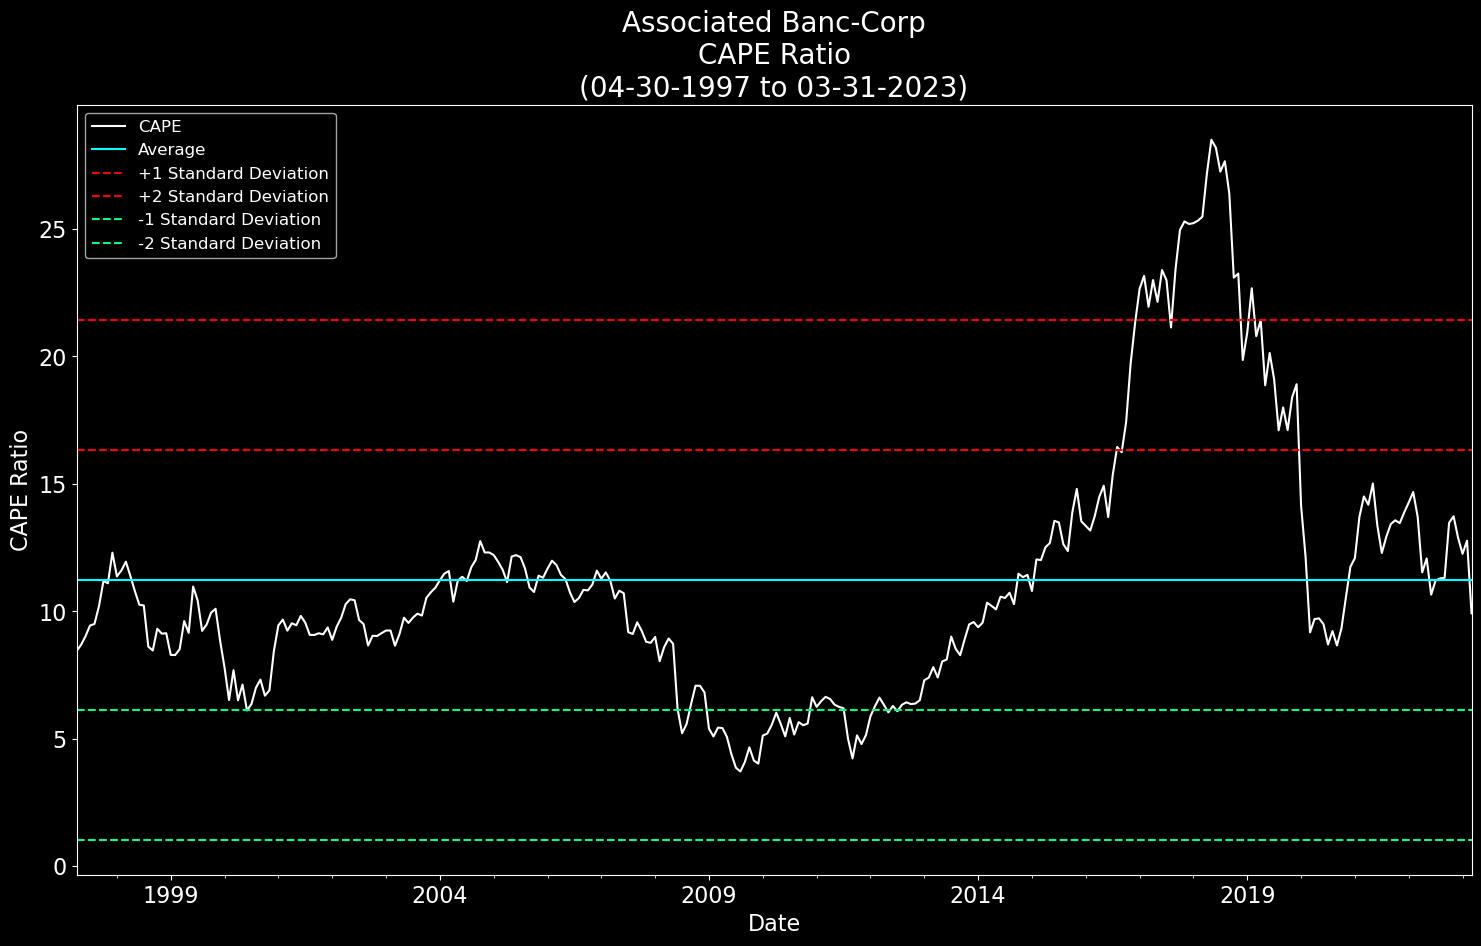 Associated Banc-Corp
CAPE Ratio
(04-30-1997 to 03-31-2023)
CAPE
Average
+1 Standard Deviation
+2 Standard Deviation
-1 Standard Deviation
-2 Standard Deviation
CAPE Ratio
25
20
15
10
5
0
1999
2004
2009
2014
2019
Date